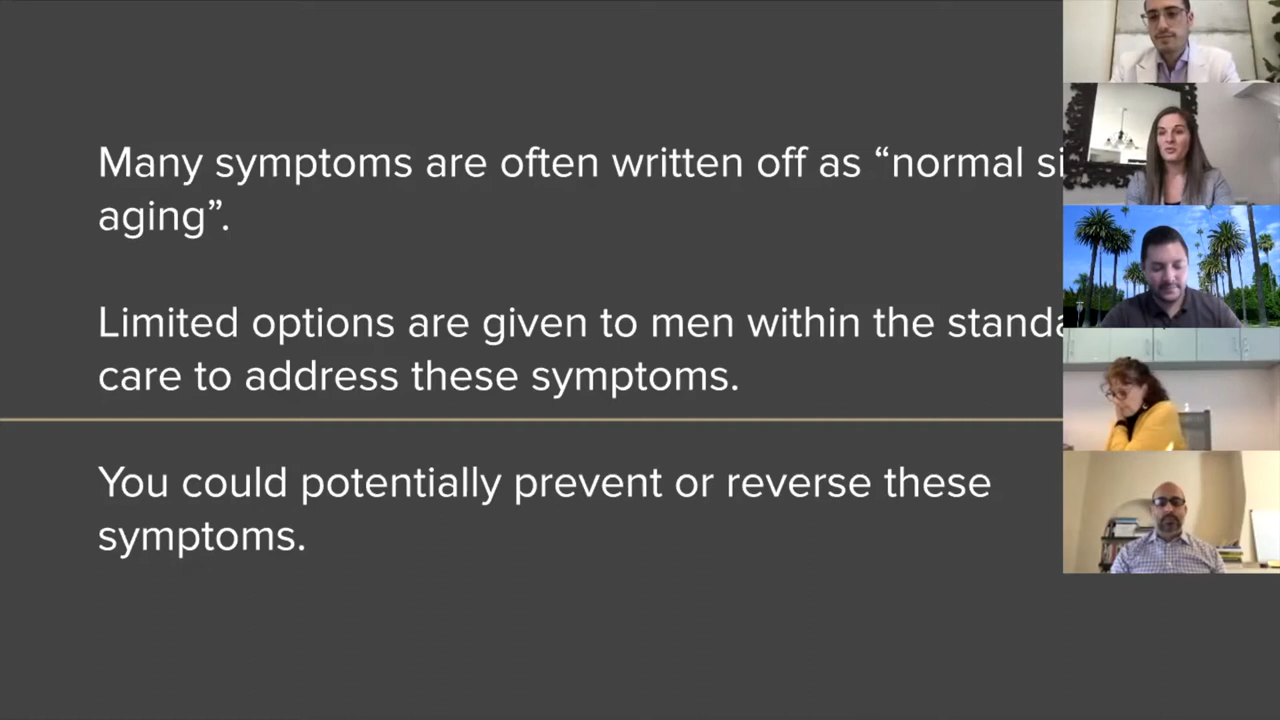 Many symptoms are often written off as “normal si
aging”.
Limited options are given to men within the standa
care to address these symptoms.
You could potentially prevent or reverse these
symptoms.